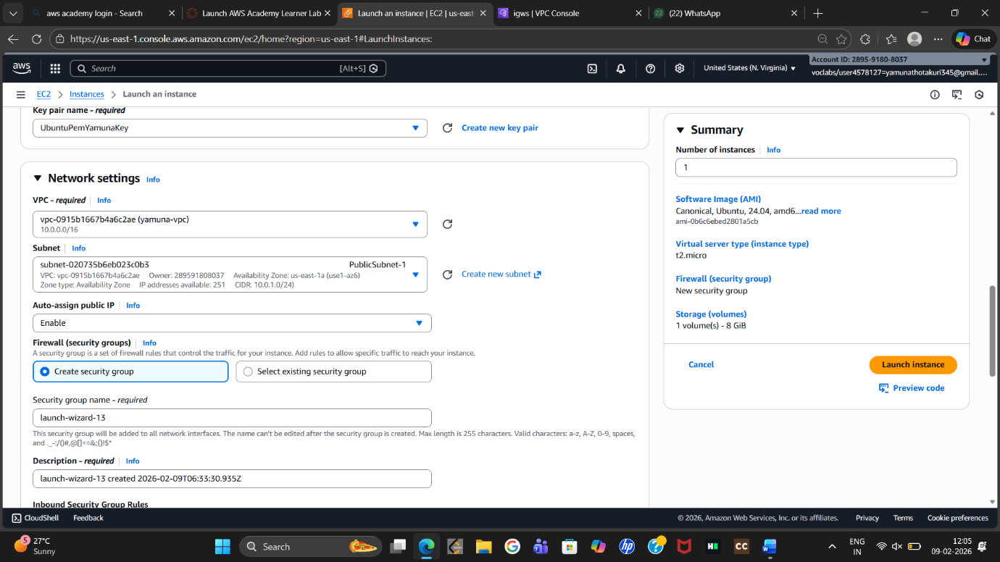 aws academy login - Search
Launch AWS Academy Learner Lab
Launch an instance | EC2 | us-east-
igws | VPC Console
22
(22) WhatsApp
https://us-east-1.console.aws.amazon.com/ec2/home?region=us-east-1#LaunchInstances:
Chat
aws
Search
[Alt+S]
United States (N. Virginia)
Account ID: 2895-9180-8037
voclabs/user4578127=yamunathotakuri345@gmail....
EC2
Instances
Launch an instance
Key pair name - required
UbuntuPemYamunaKey
Create new key pair
Network settings Info
VPC - required Info
vpc-0915b1667b4a6c2ae (yamuna-vpc)
10.0.0.0/16
Subnet Info
subnet-020735b6eb023c0b3 PublicSubnet-1
VPC: vpc-0915b1667b4a6c2ae Owner: 289591808037 Availability Zone: us-east-1a (use1-az6)
Zone type: Availability Zone IP addresses available: 251 CIDR: 10.0.1.0/24)
Create new subnet
Auto-assign public IP Info
Enable
Firewall (security groups) Info
A security group is a set of firewall rules that control the traffic for your instance. Add rules to allow specific traffic to reach your instance.
Create security group
Select existing security group
Security group name - required
launch-wizard-13
This security group will be added to all network interfaces. The name can't be edited after the security group is created. Max length is 255 characters. Valid characters: a-z, A-Z, 0-9, spaces,
and ._-:/()#,@[]+=&;{}!$*
Description - required Info
launch-wizard-13 created 2026-02-09T06:33:30.935Z
Inbound Security Group Rules
Summary
Number of instances Info
1
Software Image (AMI)
Canonical, Ubuntu, 24.04, amd6...read more
ami-0b6c6ebed2801a5cb
Virtual server type (instance type)
t2.micro
Firewall (security group)
New security group
Storage (volumes)
1 volume(s) - 8 GiB
Cancel
Launch instance
Preview code
CloudShell
Feedback
© 2026, Amazon Web Services, Inc. or its affiliates.
Privacy
Terms
Cookie preferences
5
27°C
Sunny
Search
CC
ENG
IN
12:05
09-02-2026